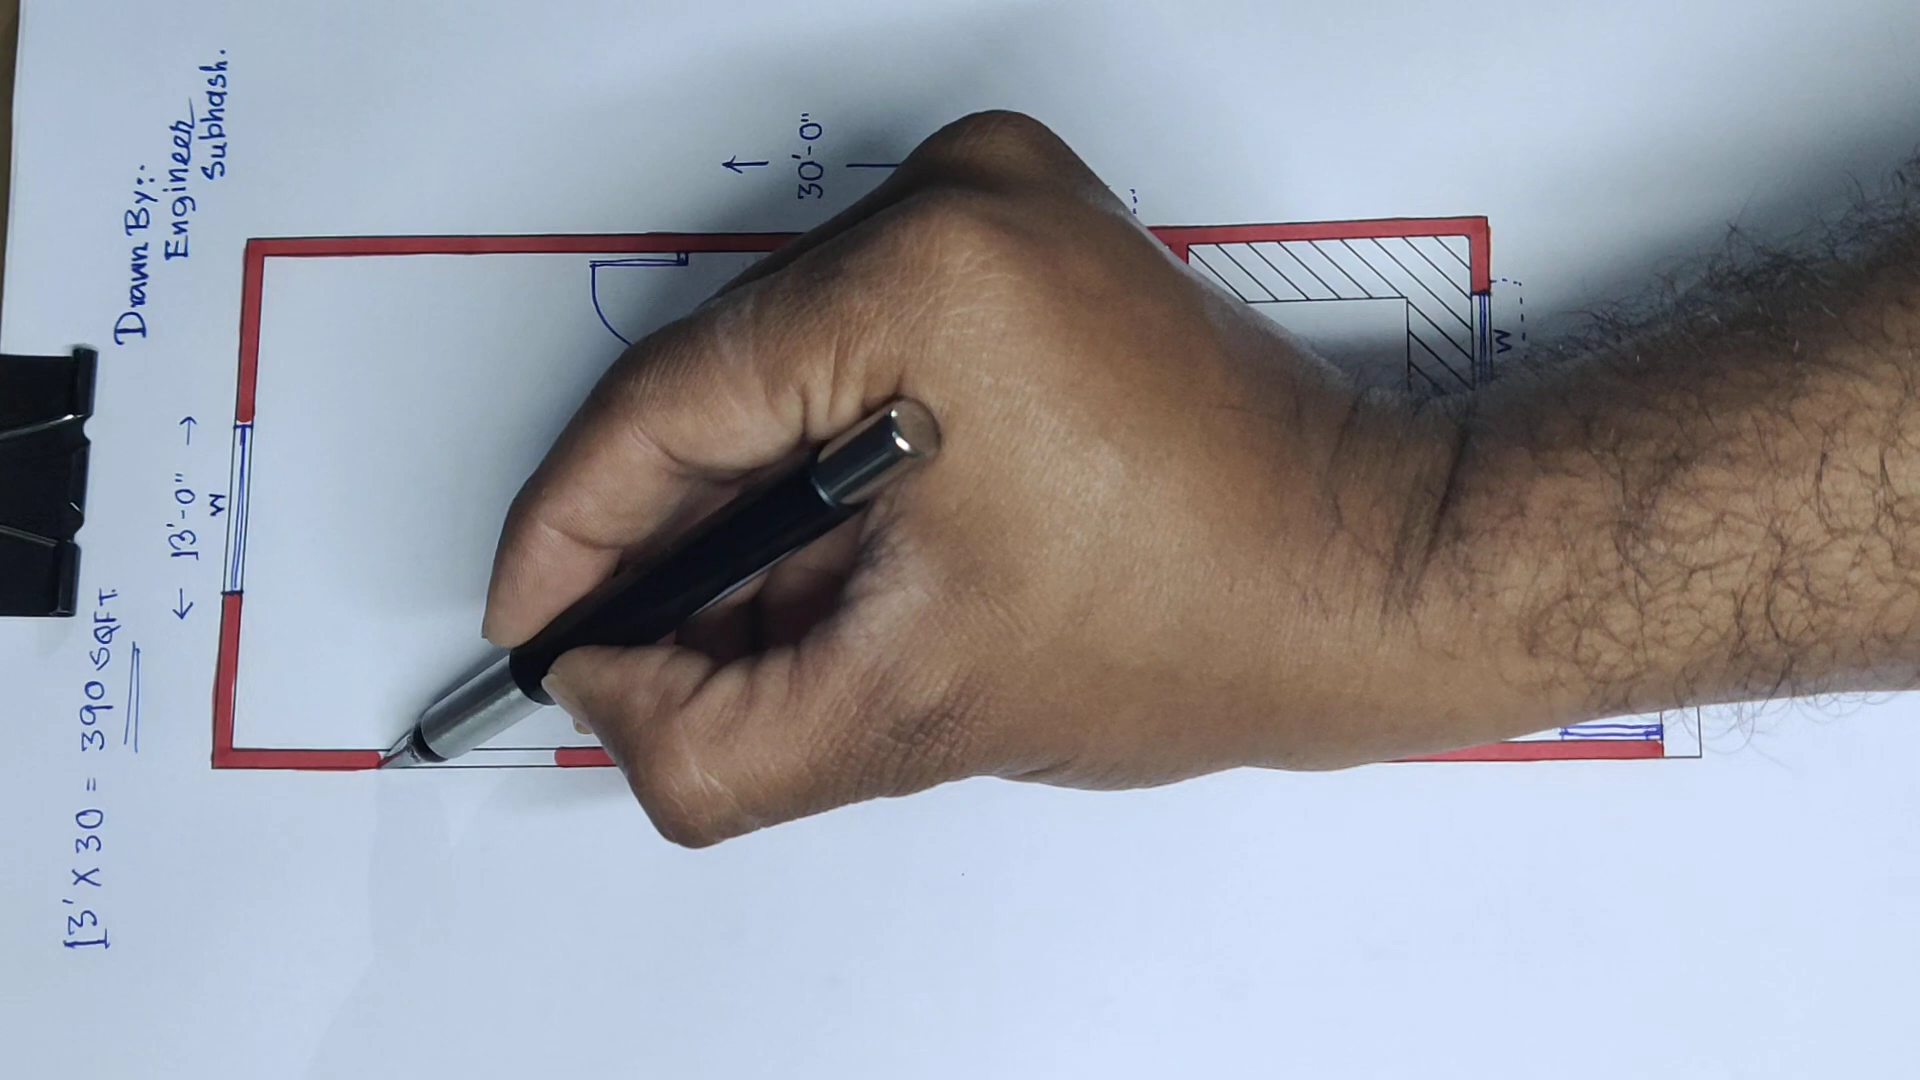 13' X 30 = 390 SQFT.
Drawn By:-
Engineer
Subhash.
← 13'-0" →
W
30'-0"
W